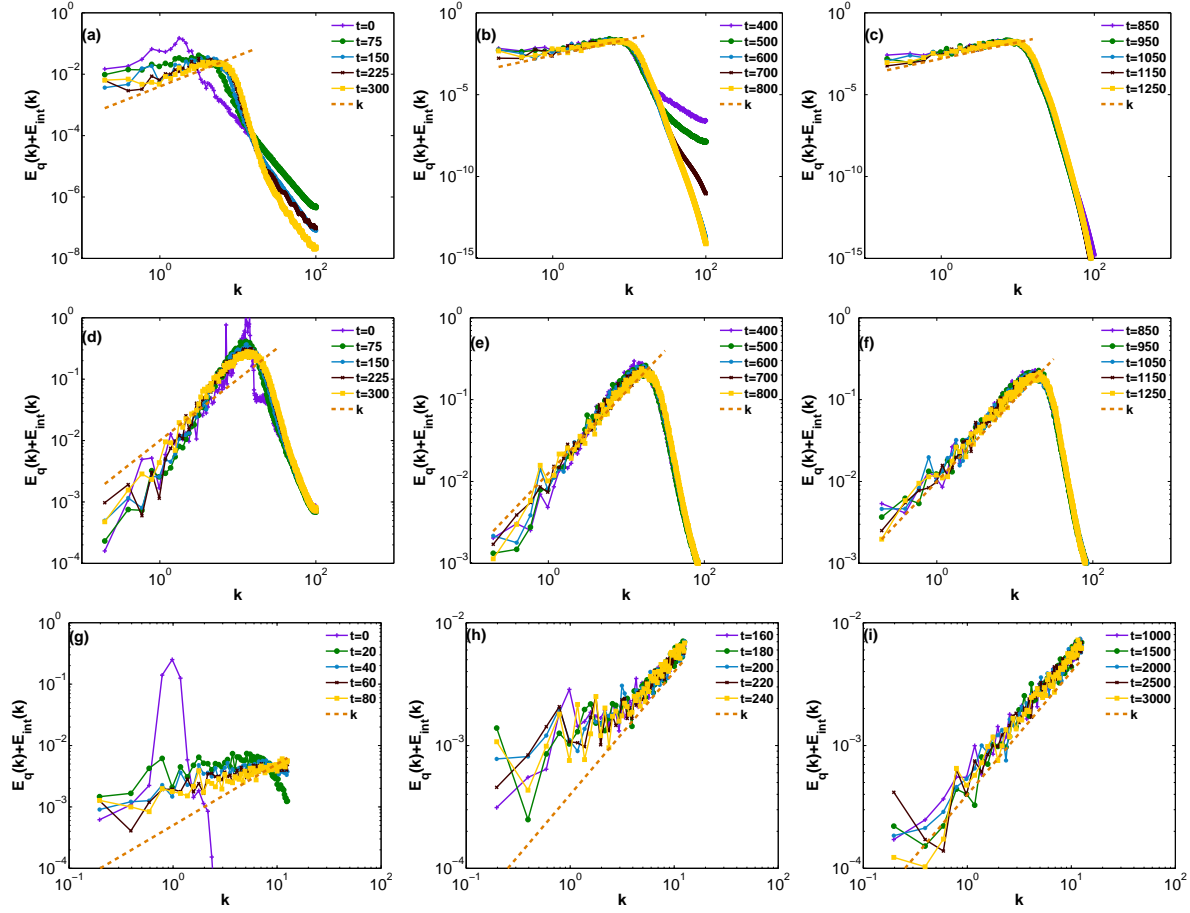 (a)
t=0
t=75
t=150
t=225
t=300
k
10^0
10^-2
10^-4
10^-6
10^-8
10^0
10^2
k
E_q(k)+E_int(k)
(b)
t=400
t=500
t=600
t=700
t=800
k
10^0
10^-5
10^-10
10^-15
10^0
10^2
k
E_q(k)+E_int(k)
(c)
t=850
t=950
t=1050
t=1150
t=1250
k
10^0
10^-5
10^-10
10^-15
10^0
10^2
k
E_q(k)+E_int(k)
(d)
t=0
t=75
t=150
t=225
t=300
k
10^0
10^-1
10^-2
10^-3
10^-4
10^0
10^2
k
E_q(k)+E_int(k)
(e)
t=400
t=500
t=600
t=700
t=800
k
10^0
10^-1
10^-2
10^-3
10^0
10^2
k
E_q(k)+E_int(k)
(f)
t=850
t=950
t=1050
t=1150
t=1250
k
10^0
10^-1
10^-2
10^-3
10^0
10^2
k
E_q(k)+E_int(k)
(g)
t=0
t=20
t=40
t=60
t=80
k
10^0
10^-1
10^-2
10^-3
10^-4
10^-1
10^0
10^1
10^2
k
E_q(k)+E_int(k)
(h)
t=160
t=180
t=200
t=220
t=240
k
10^-2
10^-3
10^-4
10^-1
10^0
10^1
10^2
k
E_q(k)+E_int(k)
(i)
t=1000
t=1500
t=2000
t=2500
t=3000
k
10^-2
10^-3
10^-4
10^-1
10^0
10^1
10^2
k
E_q(k)+E_int(k)